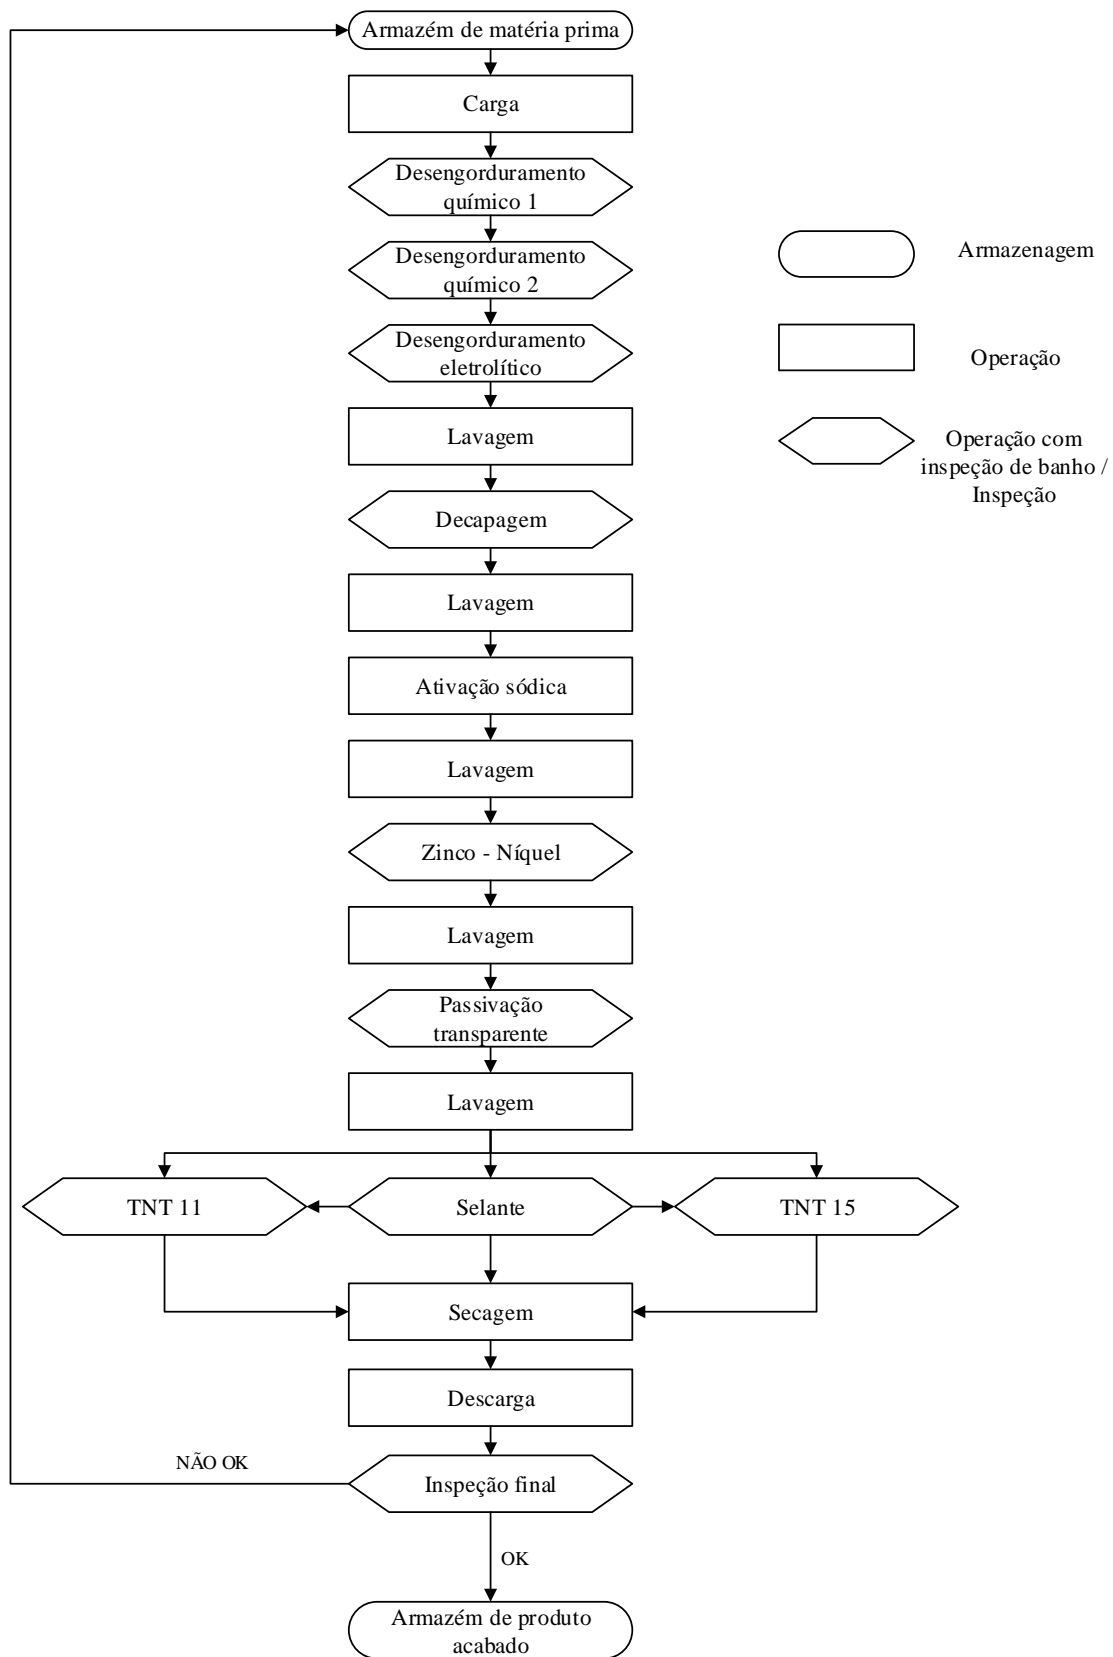 Armazém de matéria prima
Carga
Desengorduramento
químico 1
Desengorduramento
químico 2
Desengorduramento
eletrolítico
Lavagem
Decapagem
Lavagem
Ativação sódica
Lavagem
Zinco - Níquel
Lavagem
Passivação
transparente
Lavagem
TNT 11
Selante
TNT 15
Secagem
Descarga
NÃO OK
Inspeção final
OK
Armazém de produto
acabado
Armazenagem
Operação
Operação com
inspeção de banho /
Inspeção